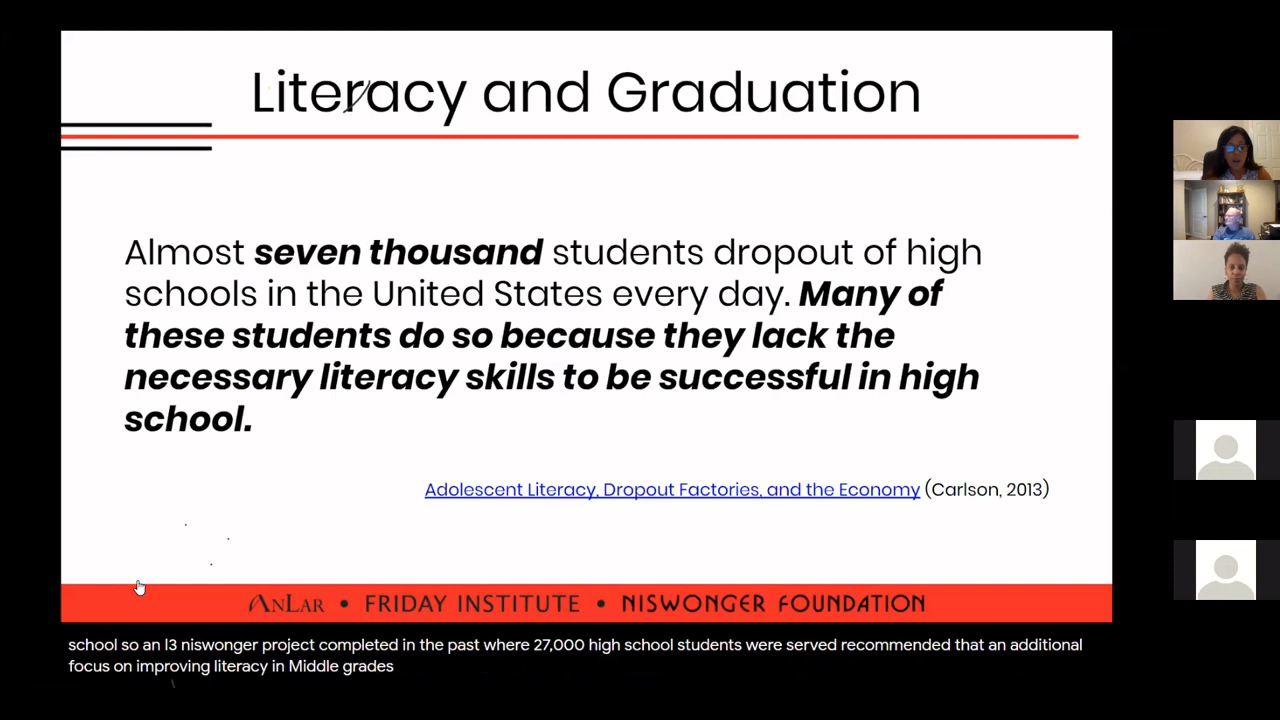 Literacy and Graduation
Almost seven thousand students dropout of high
schools in the United States every day. Many of
these students do so because they lack the
necessary literacy skills to be successful in high
school.
Adolescent Literacy, Dropout Factories, and the Economy (Carlson, 2013)
ANLAR • FRIDAY INSTITUTE • NISWONGER FOUNDATION
school so an I3 niswonger project completed in the past where 27,000 high school students were served recommended that an additional
focus on improving literacy in Middle grades